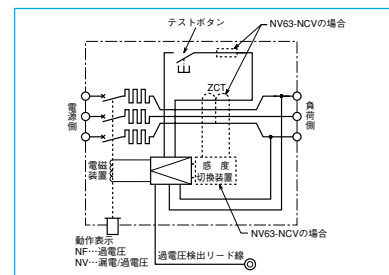 テストボタン
NV63-NCVの場合
ZCT
電源側
負荷側
電磁装置
感度
切換装置
NV63-NCVの場合
動作表示
NF…過電圧
NV…漏電/過電圧
過電圧検出リード線